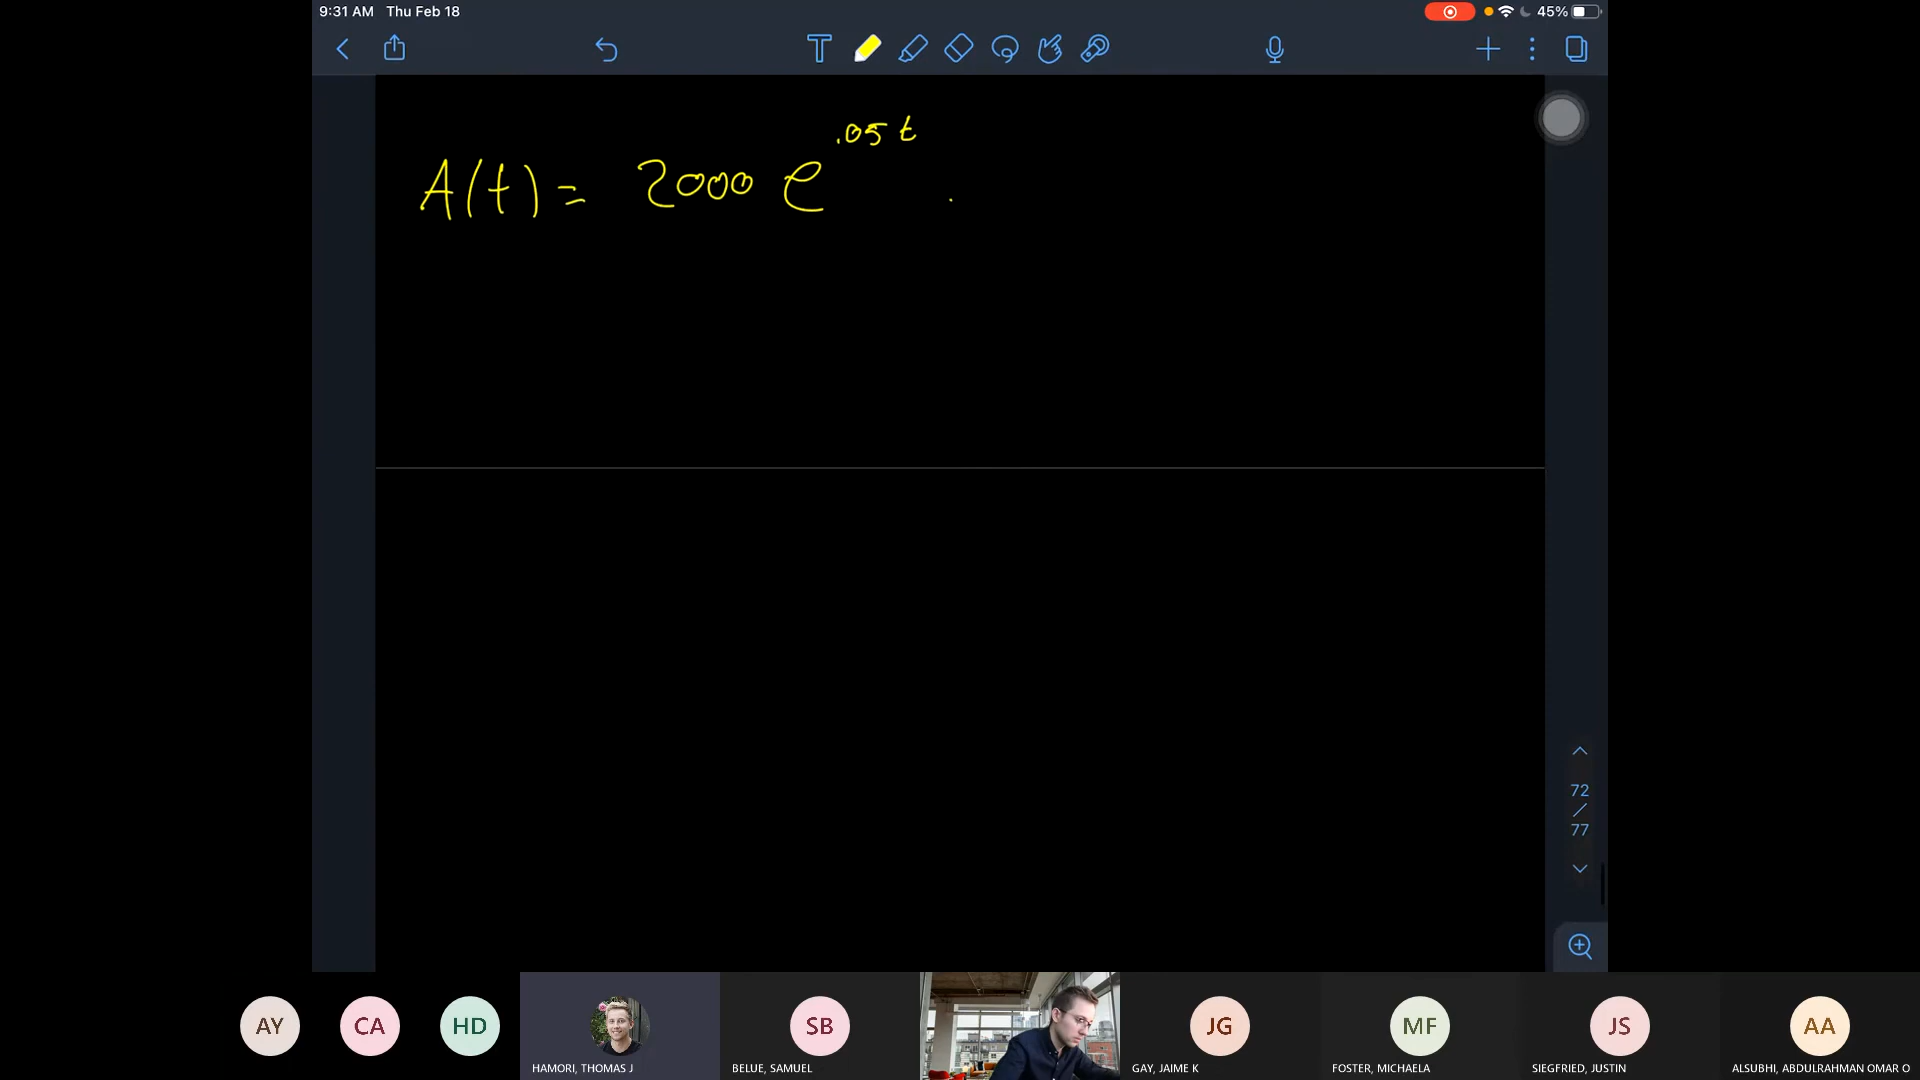 9:31 AM Thu Feb 18
45%
A(t) = 2000 e^.05t
72
/
77
AY
CA
HD
HAMORI, THOMAS J
SB
BELUE, SAMUEL
JG
GAY, JAIME K
MF
FOSTER, MICHAELA
JS
SIEGFRIED, JUSTIN
AA
ALSUBHI, ABDULRAHMAN OMAR O